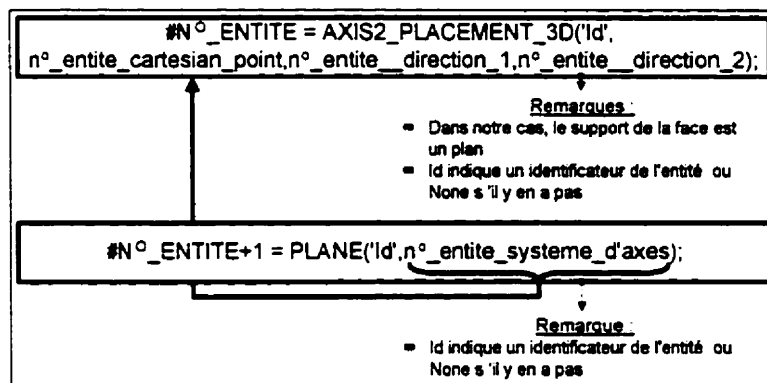 #N°_ENTITE = AXIS2_PLACEMENT_3D('Id',
n°_entite_cartesian_point,n°_entite__direction_1,n°_entite__direction_2);
Remarques :
= Dans notre cas, le support de la face est
un plan
= Id indique un identificateur de l'entité ou
None s 'il y en a pas
#N°_ENTITE+1 = PLANE('Id',n°_entite_systeme_d'axes);
Remarque :
= Id indique un identificateur de l'entité ou
None s 'il y en a pas